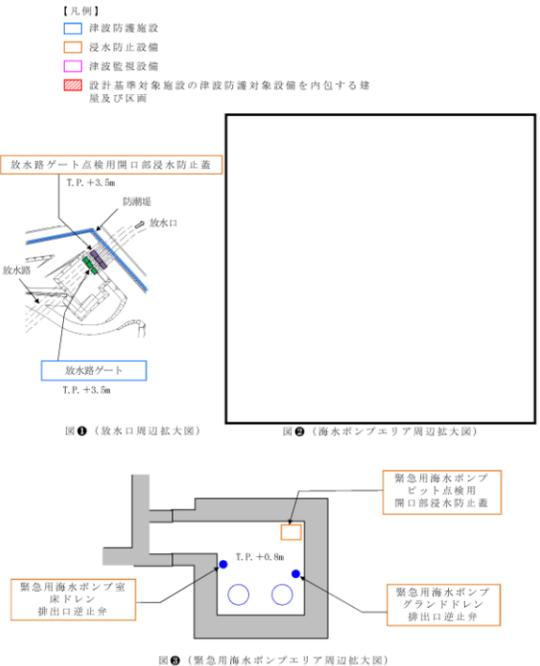 【凡例】
津波防護施設
浸水防止設備
津波監視設備
設計基準対象施設の津波防護対象設備を内包する建
屋及び区画
放水路ゲート点検用開口部浸水防止蓋
T.P.+3.5m
防潮堤
放水口
放水路
放水路ゲート
T.P.+3.5m
図❶（放水口周辺拡大図）
図❷（海水ポンプエリア周辺拡大図）
緊急用海水ポンプ
ピット点検用
開口部浸水防止蓋
T.P.+0.8m
緊急用海水ポンプ室
床ドレン
排出口逆止弁
緊急用海水ポンプ
グランドドレン
排出口逆止弁
図❸（緊急用海水ポンプエリア周辺拡大図）